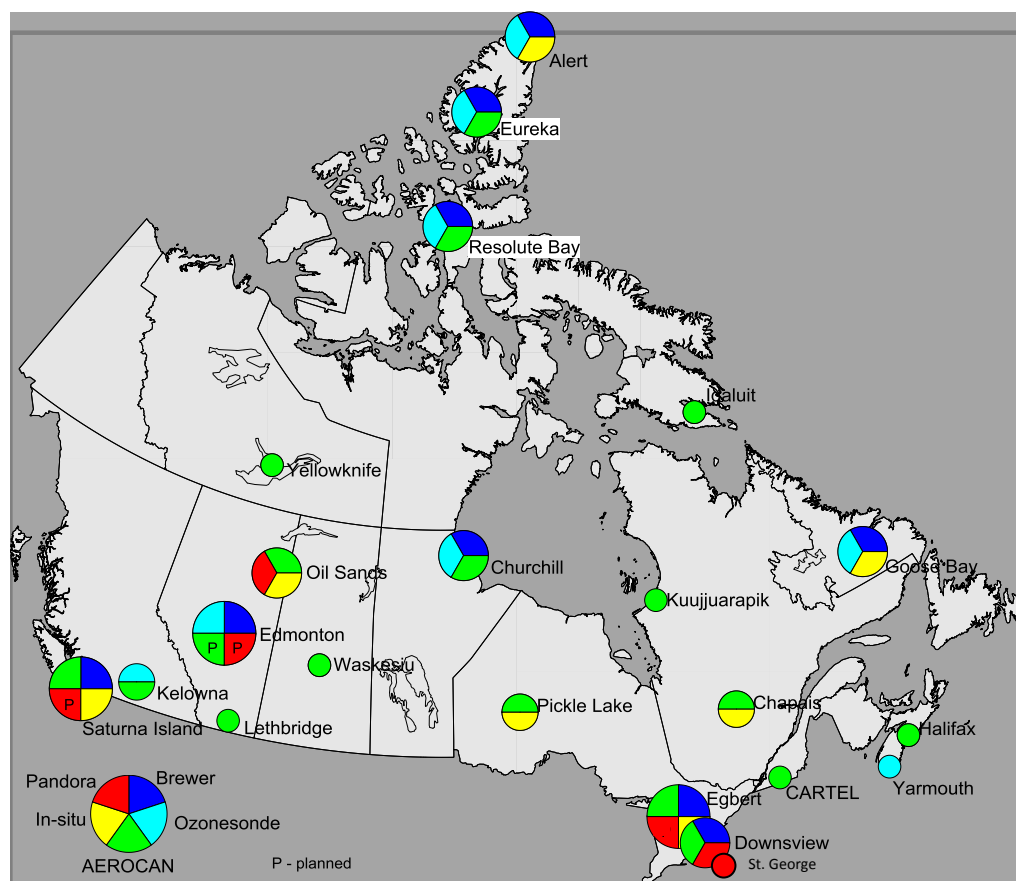 Alert
Eureka
Resolute Bay
Iqaluit
Yellowknife
Churchill
Oil Sands
Goose Bay
Kuujjuarapik
Edmonton
P P
Waskesiu
Kelowna
P
Saturna Island
Lethbridge
Pickle Lake
Chapais
Halifax
Yarmouth
CARTEL
Egbert
Downsview
St. George
Pandora
Brewer
In-situ
Ozonesonde
AEROCAN
P - planned